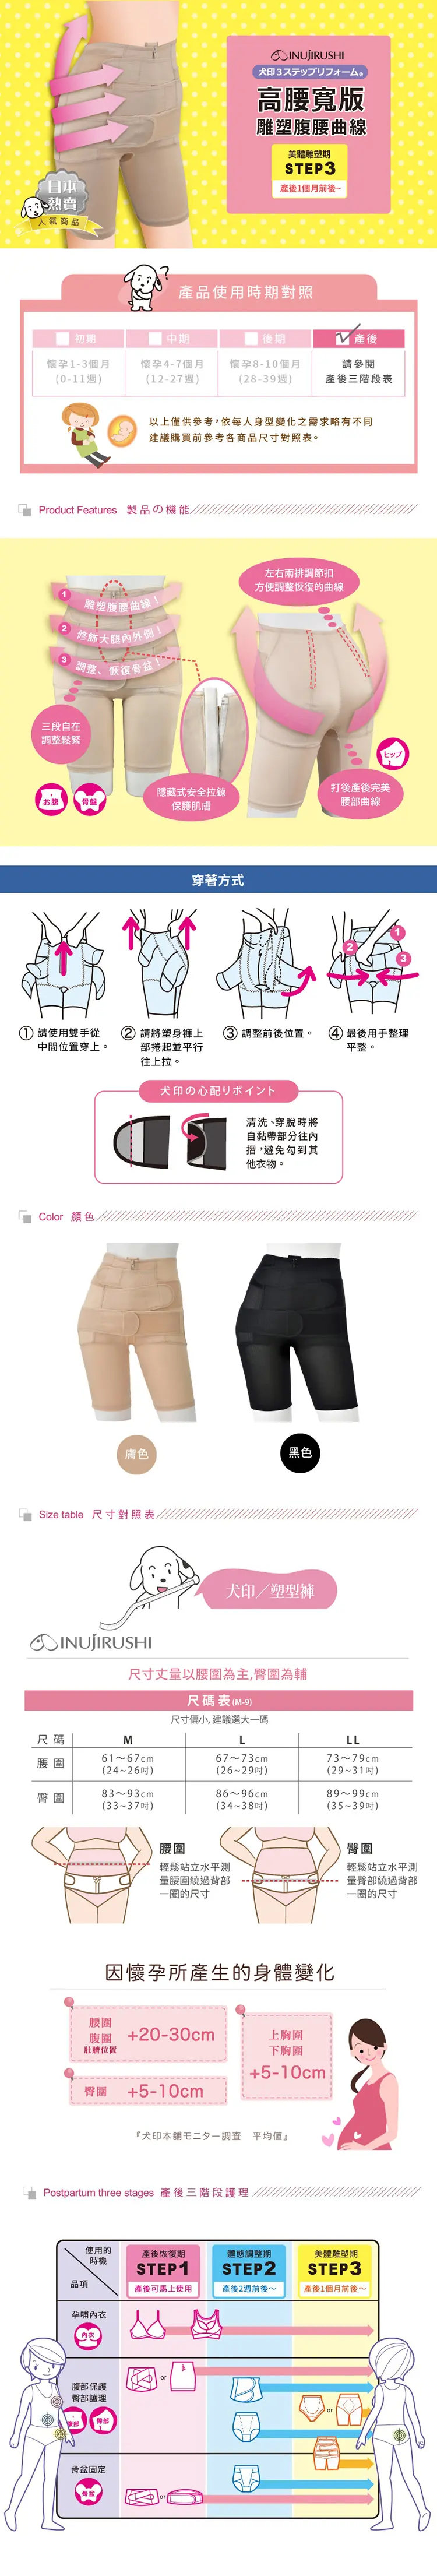 INUJIRUSHI
犬印3ステップリフォーム®
高腰寬版
雕塑腹腰曲線
美體雕塑期
STEP3
產後1個月前後~
日本
熱賣
人氣商品
產品使用時期對照
初期
中期
後期
產後
懷孕1-3個月
(0-11週)
懷孕4-7個月
(12-27週)
懷孕8-10個月
(28-39週)
請參閱
產後三階段表
以上僅供參考,依每人身型變化之需求略有不同
建議購買前參考各商品尺寸對照表。
Product Features 製品の機能
左右兩排調節扣
方便調整恢復的曲線
1 雕塑腹腰曲線!
2 修飾大腿內外側!
3 調整、恢復骨盆!
三段自在
調整鬆緊
ヒップ
お腹
骨盤
隱藏式安全拉鍊
保護肌膚
打後產後完美
腰部曲線
穿著方式
1
2
3
① 請使用雙手從
中間位置穿上。
② 請將塑身褲上
部捲起並平行
往上拉。
③ 調整前後位置。
④ 最後用手整理
平整。
犬印の心配りポイント
清洗、穿脫時將
自黏帶部分往內
摺,避免勾到其
他衣物。
Color 顏色
膚色
黑色
Size table 尺寸對照表
犬印/塑型褲
INUJIRUSHI
尺寸丈量以腰圍為主,臀圍為輔
尺碼表(M-9)
尺寸偏小,建議選大一碼
尺碼 M L LL
腰圍 61~67cm 67~73cm 73~79cm
(24~26吋) (26~29吋) (29~31吋)
臀圍 83~93cm 86~96cm 89~99cm
(33~37吋) (34~38吋) (35~39吋)
腰圍
輕鬆站立水平測
量腰圍繞過背部
一圈的尺寸
臀圍
輕鬆站立水平測
量臀部繞過背部
一圈的尺寸
因懷孕所產生的身體變化
腰圍
腹圍
肚臍位置
+20-30cm
臀圍 +5-10cm
上胸圍
下胸圍
+5-10cm
『犬印本舗モニター調査 平均値』
Postpartum three stages 產後三階段護理
使用的
時機
品項
產後恢復期
STEP1
產後可馬上使用
體態調整期
STEP2
產後2週前後~
美體雕塑期
STEP3
產後1個月前後~
孕哺內衣
內衣
腹部保護
臀部護理
腹部
臀部
or
or
骨盆固定
骨盆
or